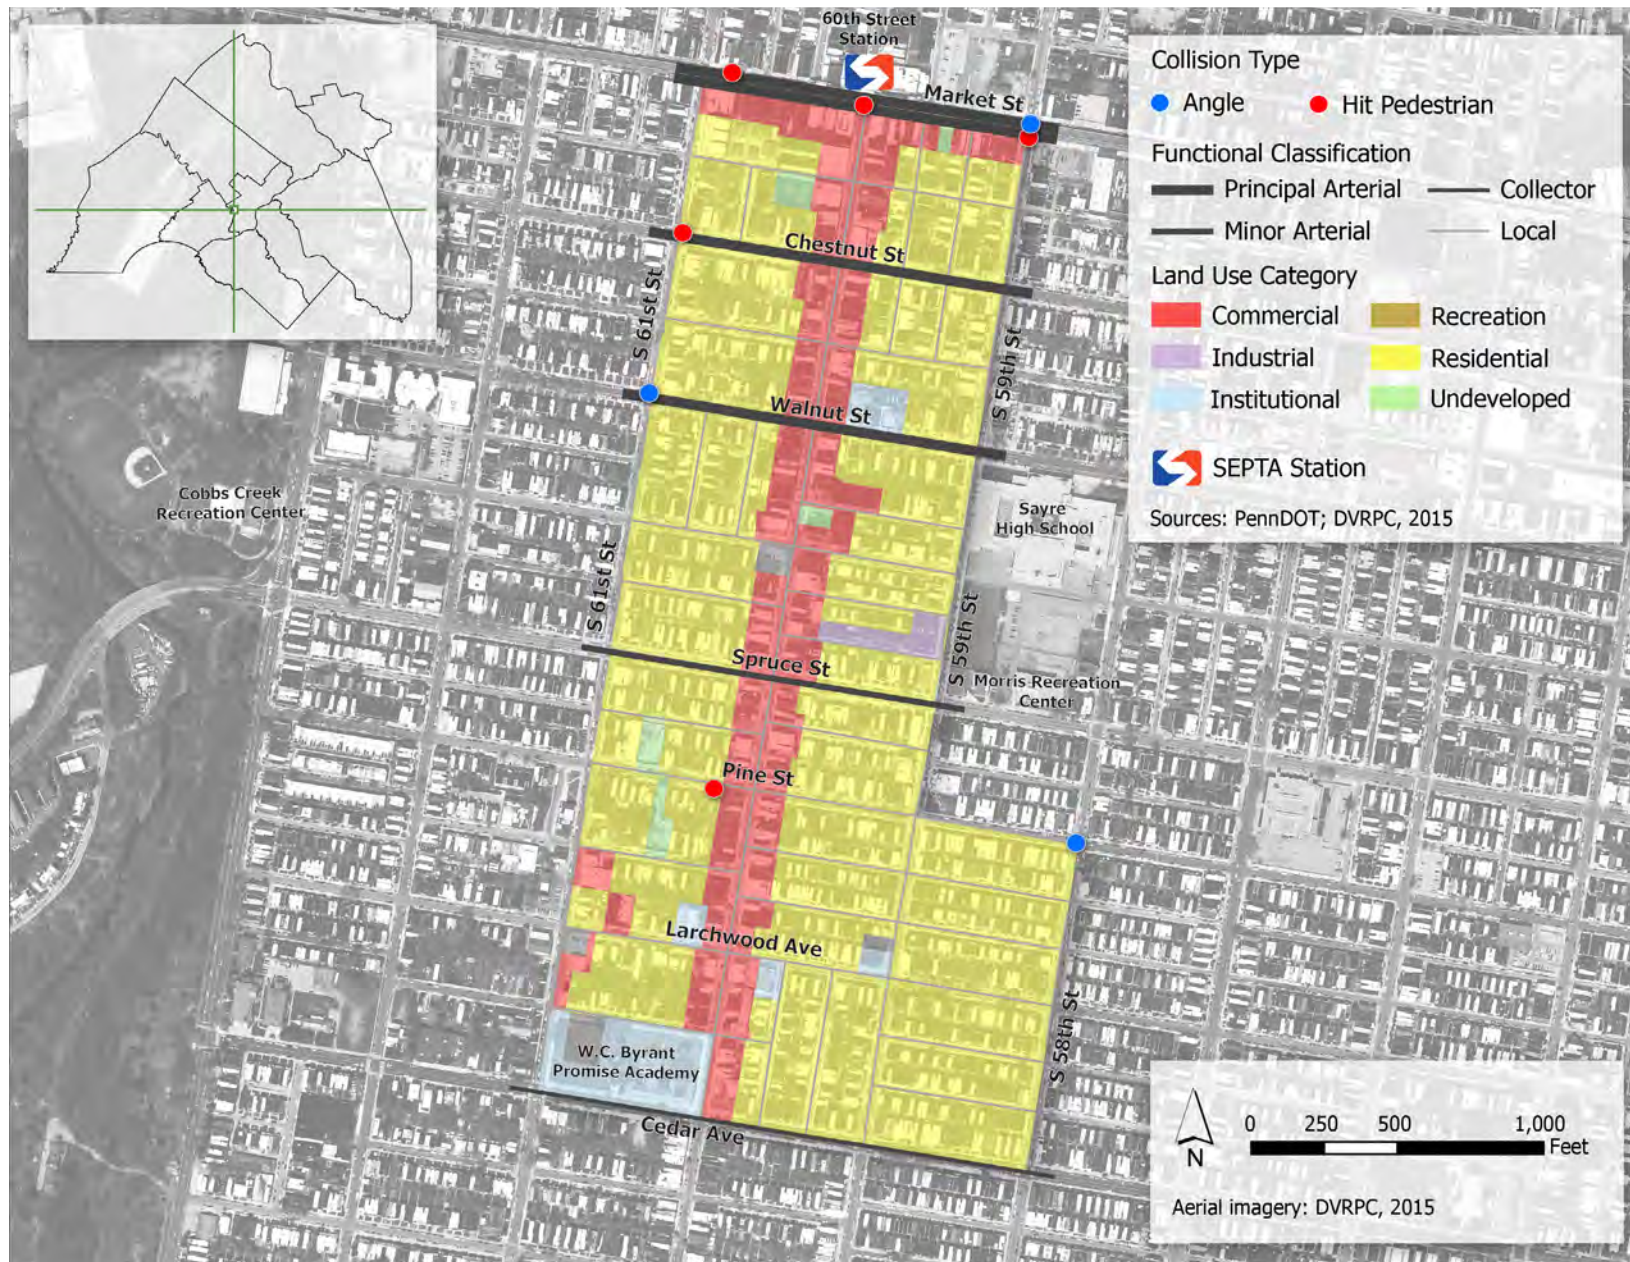 60th Street
Station
Market St
Chestnut St
S 61st St
S 59th St
Walnut St
Cobbs Creek
Recreation Center
Sayre
High School
S 61st St
S 59th St
Spruce St
Morris Recreation
Center
Pine St
Larchwood Ave
S 58th St
W.C. Byrant
Promise Academy
Cedar Ave
Collision Type
Angle
Hit Pedestrian
Functional Classification
Principal Arterial
Collector
Minor Arterial
Local
Land Use Category
Commercial
Recreation
Industrial
Residential
Institutional
Undeveloped
SEPTA Station
Sources: PennDOT; DVRPC, 2015
N
0 250 500 1,000
Feet
Aerial imagery: DVRPC, 2015